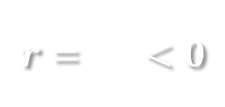 r = < 0